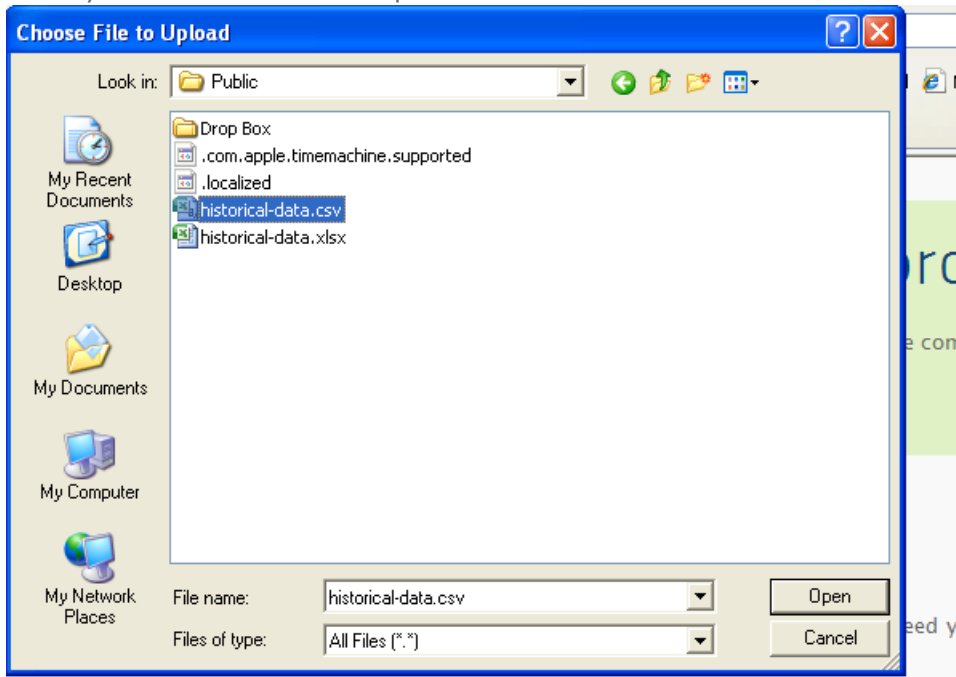 Choose File to Upload
Look in:
Public
Drop Box
.com.apple.timemachine.supported
.localized
historical-data.csv
historical-data.xlsx
My Recent
Documents
Desktop
My Documents
My Computer
My Network
Places
File name:
historical-data.csv
Open
Files of type:
All Files (*.*)
Cancel